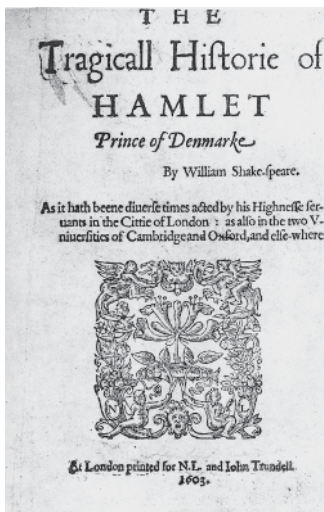 THE
Tragicall Hiſtorie of
HAMLET
Prince of Denmarke
By William Shake-ſpeare.
As it hath beene diuerſe times acted by his Highneſſe ſer-
uants in the Cittie of London : as alſo in the two V-
niuerſities of Cambridge and Oxford, and elſe-where
At London printed for N.L. and Iohn Trundell.
1603.